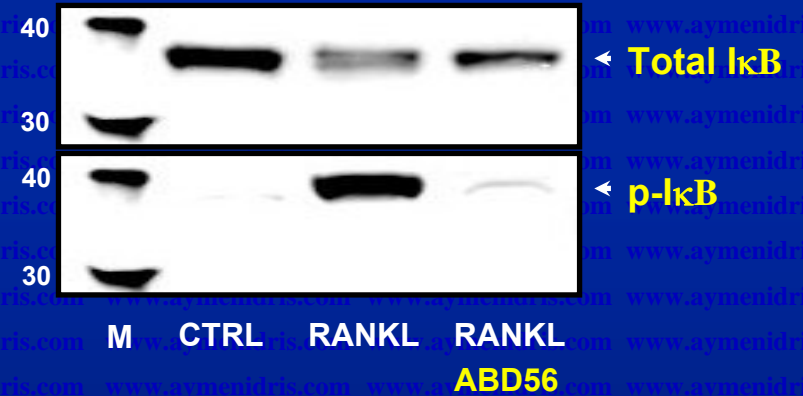 40
Total IκB
30
40
p-IκB
30
M CTRL RANKL RANKL
ABD56
www.aymenidris.com